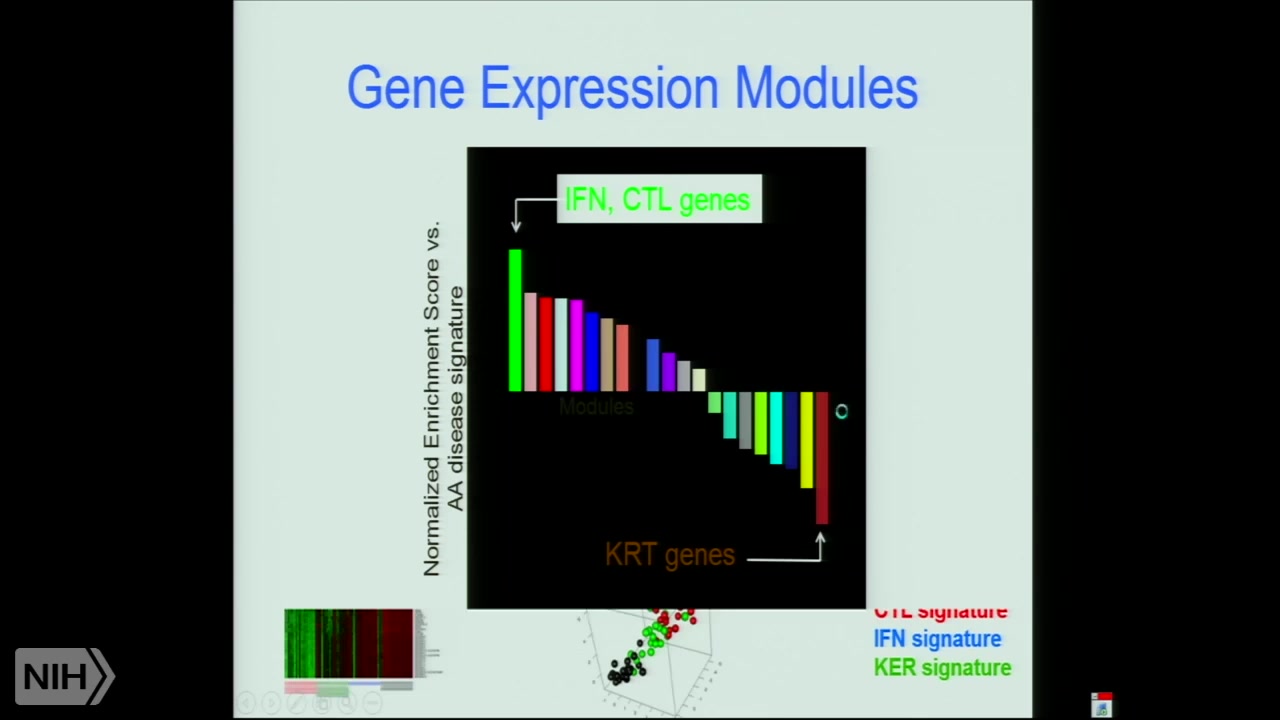 Gene Expression Modules
IFN, CTL genes
Normalized Enrichment Score vs.
AA disease signature
Modules
KRT genes
CTL signature
IFN signature
KER signature
NIH